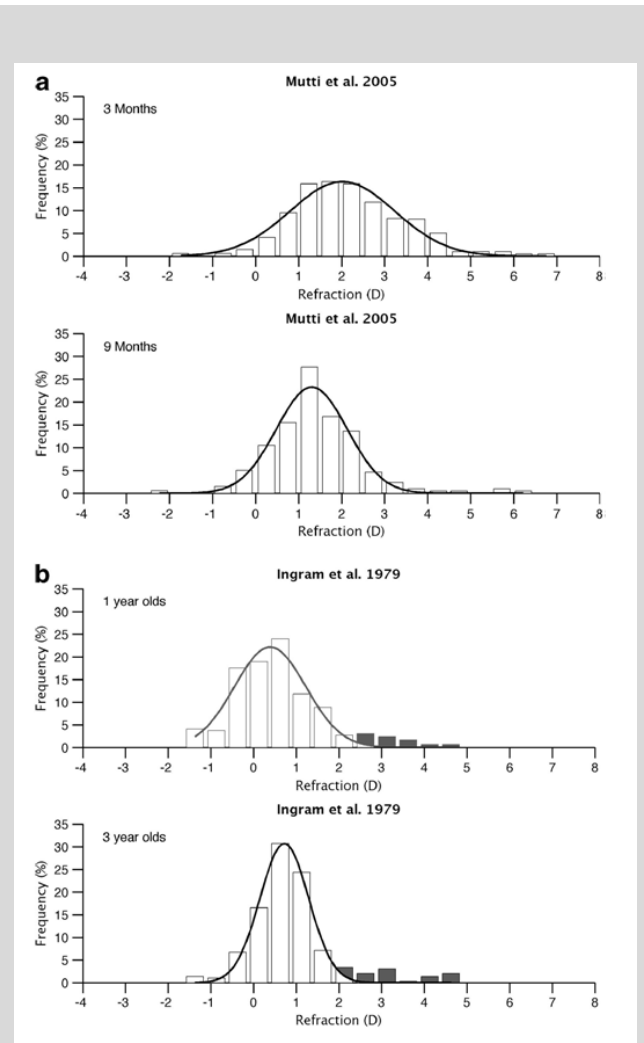 a
Mutti et al. 2005
3 Months
Frequency (%)
35
30
25
20
15
10
5
0
-4 -3 -2 -1 0 1 2 3 4 5 6 7 8
Refraction (D)
Mutti et al. 2005
9 Months
Frequency (%)
35
30
25
20
15
10
5
0
-4 -3 -2 -1 0 1 2 3 4 5 6 7 8
Refraction (D)
b
Ingram et al. 1979
1 year olds
Frequency (%)
35
30
25
20
15
10
5
0
-4 -3 -2 -1 0 1 2 3 4 5 6 7 8
Refraction (D)
Ingram et al. 1979
3 year olds
Frequency (%)
35
30
25
20
15
10
5
0
-4 -3 -2 -1 0 1 2 3 4 5 6 7 8
Refraction (D)